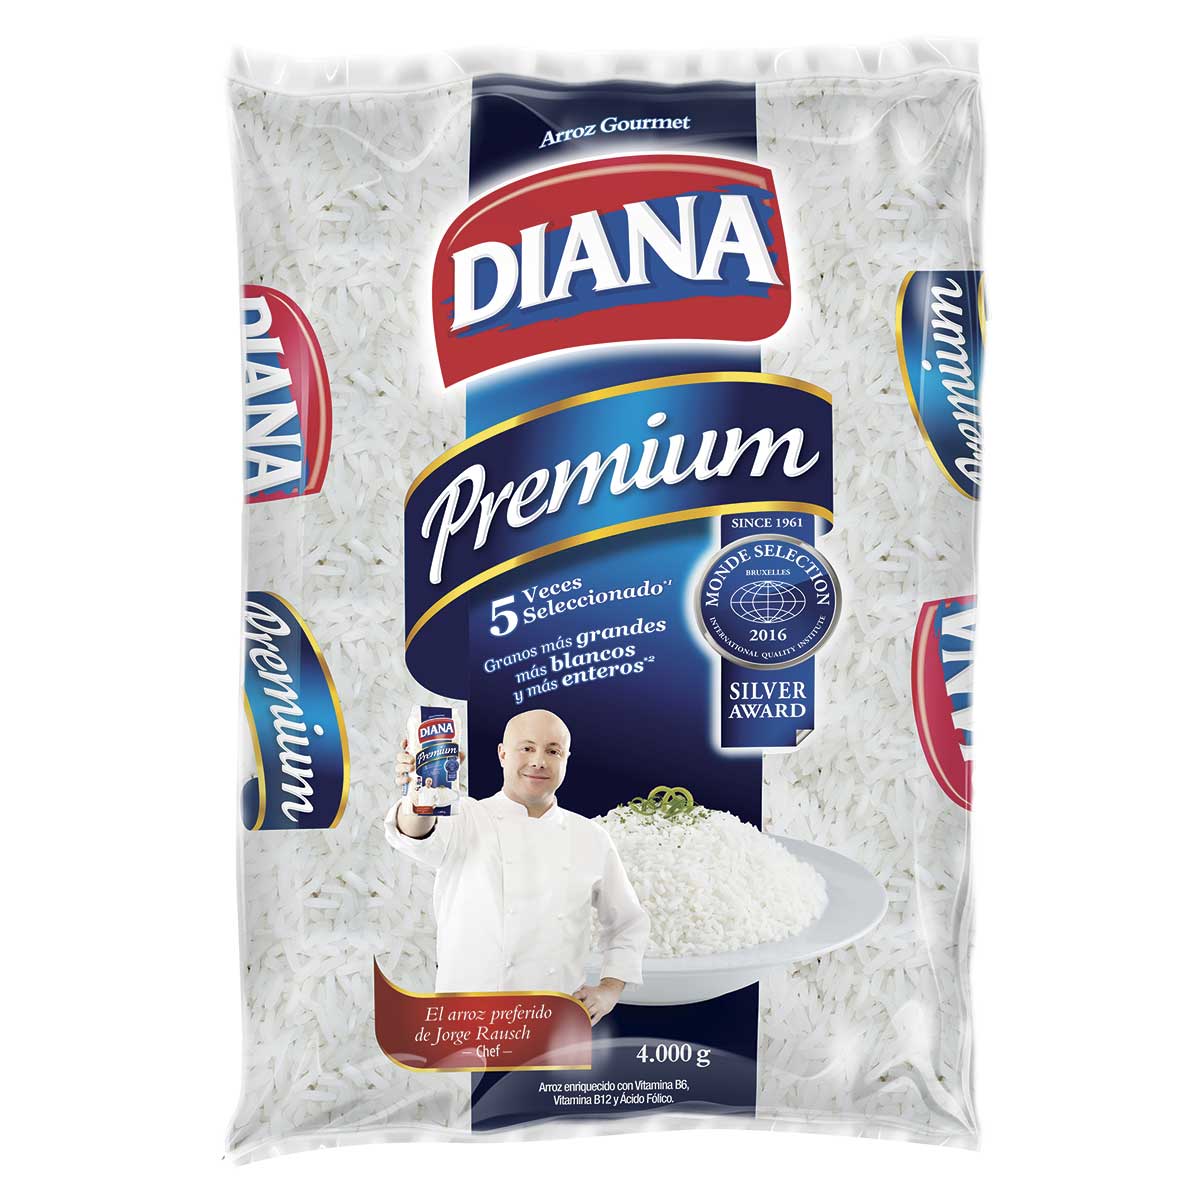 Arroz Gourmet
DIANA
Premium
SINCE 1961
MONDE SELECTION
BRUXELLES
2016
INTERNATIONAL QUALITY INSTITUTE
SILVER
AWARD
5 Veces
Seleccionado*1
Granos más grandes
más blancos
y más enteros*2
DIANA
Premium
DIANA
Premium
Premium
El arroz preferido
de Jorge Rausch
— Chef —
4.000 g
Arroz enriquecido con Vitamina B6,
Vitamina B12 y Ácido Fólico.